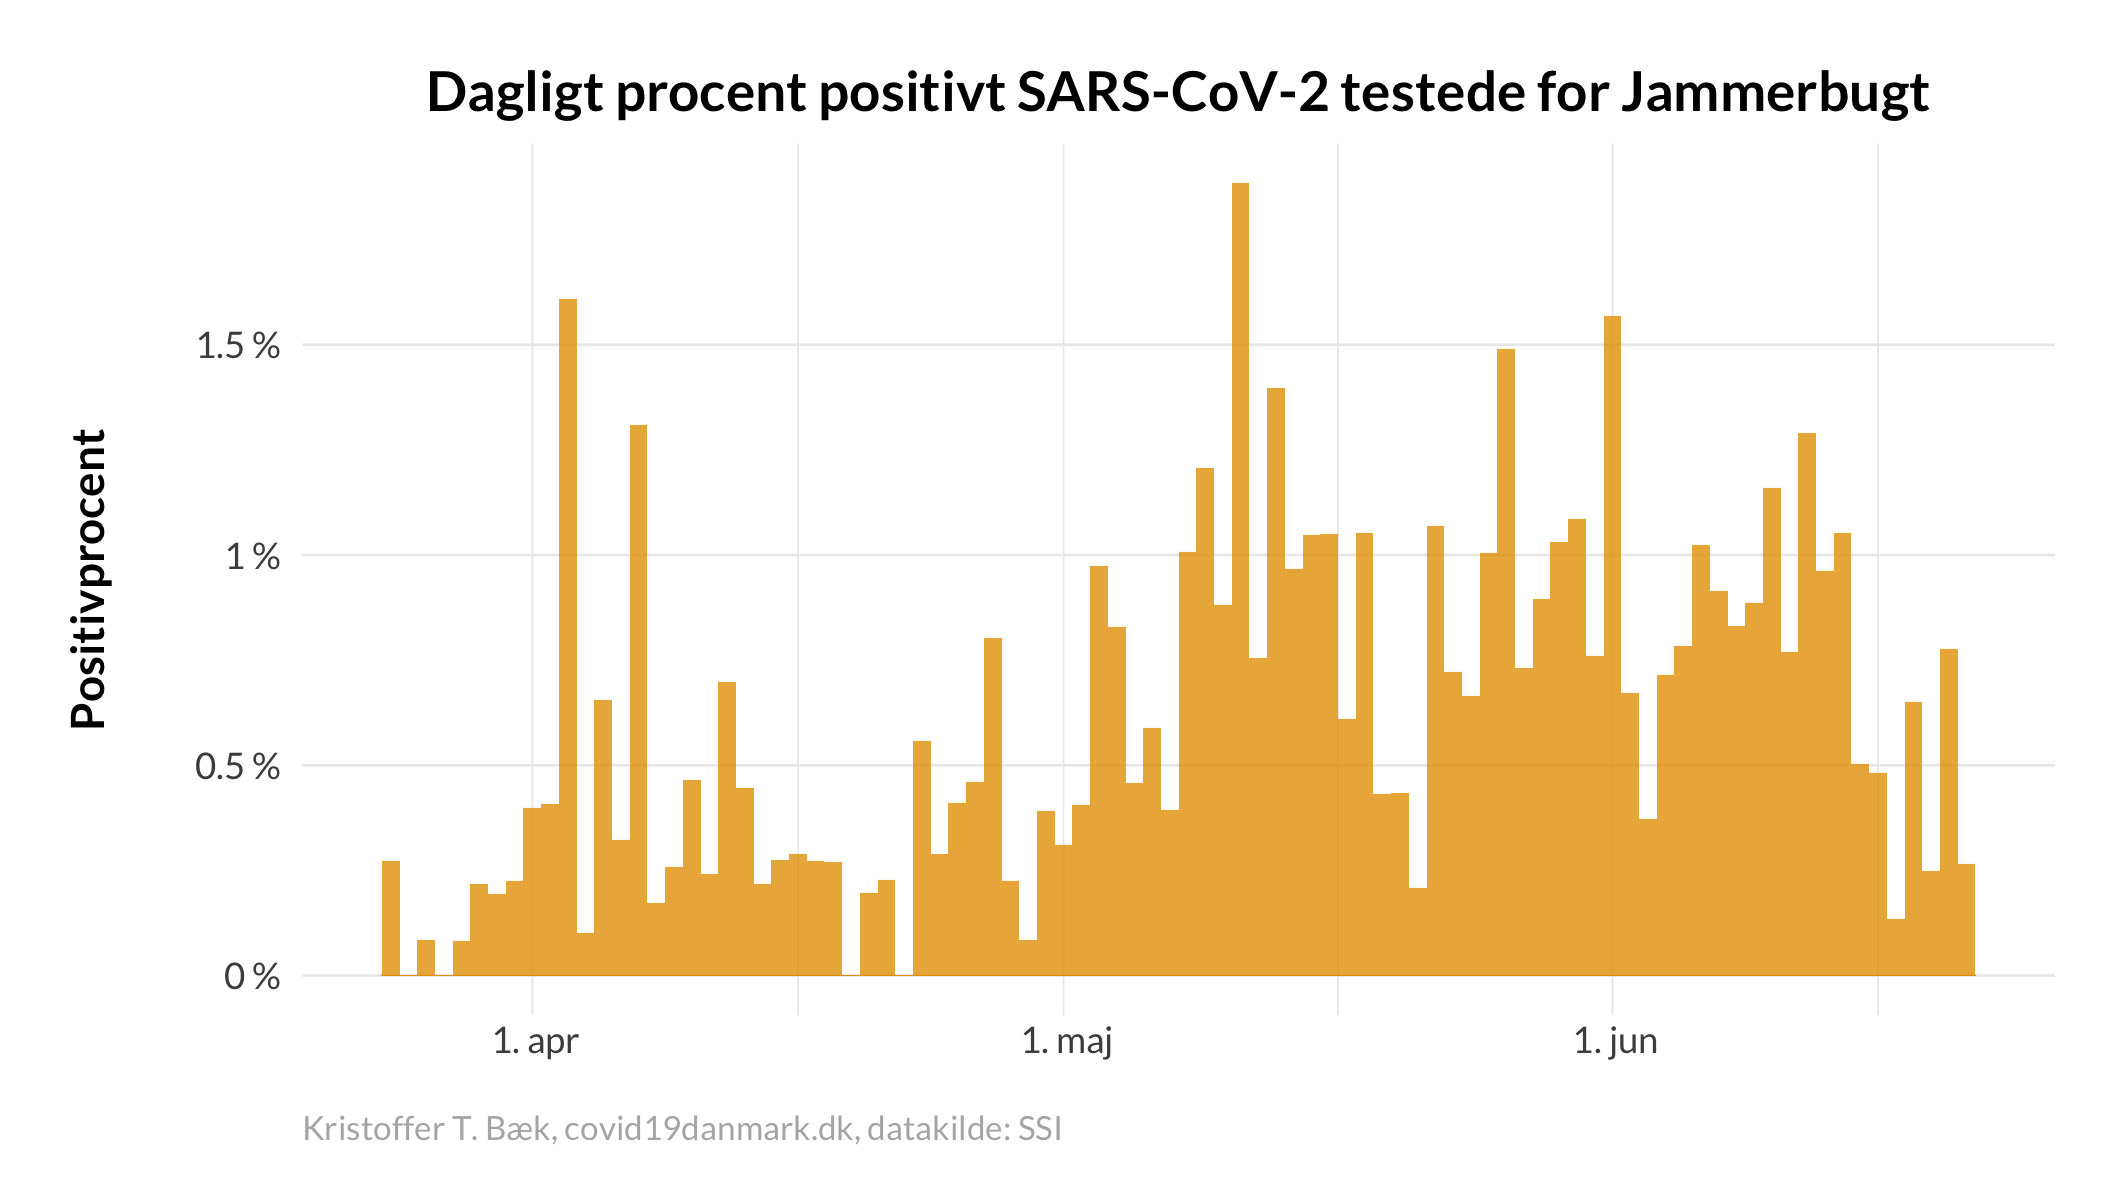 Dagligt procent positivt SARS-CoV-2 testede for Jammerbugt
Positivprocent
1.5 %
1 %
0.5 %
0 %
1. apr
1. maj
1. jun
Kristoffer T. Bæk, covid19danmark.dk, datakilde: SSI